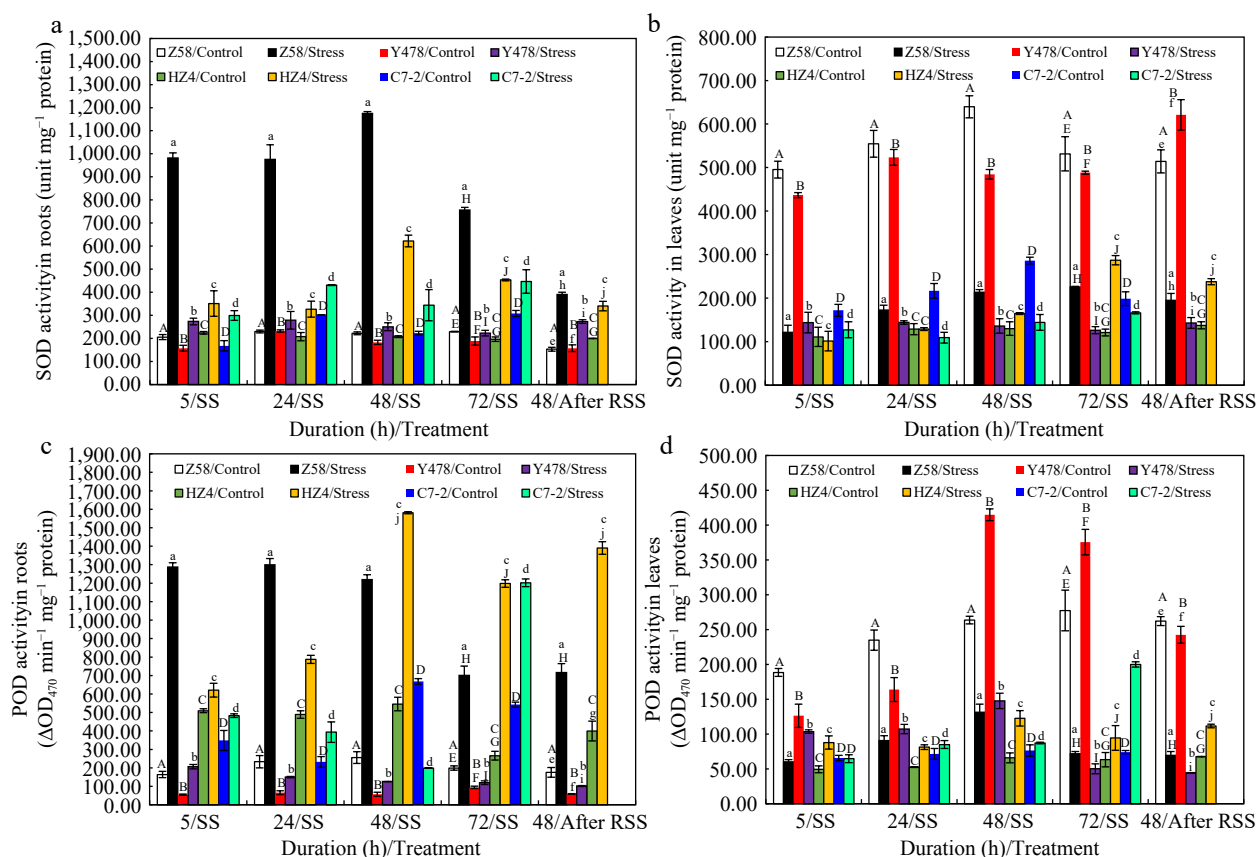 a
SOD activityin roots (unit mg⁻¹ protein)
1,500.00
1,400.00
1,300.00
1,200.00
1,100.00
1,000.00
900.00
800.00
700.00
600.00
500.00
400.00
300.00
200.00
100.00
0.00
Z58/Control Z58/Stress Y478/Control Y478/Stress
HZ4/Control HZ4/Stress C7-2/Control C7-2/Stress
A a B b C c D d
A a B b C c D d
A a B b C c D d
A E a H B F b i C G c J D d
A e a h B f b i C G c j
5/SS 24/SS 48/SS 72/SS 48/After RSS
Duration (h)/Treatment
b
SOD activity in leaves (unit mg⁻¹ protein)
800.00
700.00
600.00
500.00
400.00
300.00
200.00
100.00
0.00
Z58/Control Z58/Stress Y478/Control Y478/Stress
HZ4/Control HZ4/Stress C7-2/Control C7-2/Stress
A a B b C c D d
A a B b C c D d
A a B b C c D d
A E a H B F b I C G c J D d
A e a h B f b i C G c j
5/SS 24/SS 48/SS 72/SS 48/After RSS
Duration (h)/Treatment
c
POD activityin roots
(ΔOD₄₇₀ min⁻¹ mg⁻¹ protein)
1,900.00
1,800.00
1,700.00
1,600.00
1,500.00
1,400.00
1,300.00
1,200.00
1,100.00
1,000.00
900.00
800.00
700.00
600.00
500.00
400.00
300.00
200.00
100.00
0.00
Z58/Control Z58/Stress Y478/Control Y478/Stress
HZ4/Control HZ4/Stress C7-2/Control C7-2/Stress
A a B b C c D d
A a B b C c D d
A a B b C c j D d
A E a H B F b I C G c J D d
A e a H B f b i C g c j
5/SS 24/SS 48/SS 72/SS 48/After RSS
Duration (h)/Treatment
d
POD activityin leaves
(ΔOD₄₇₀ min⁻¹ mg⁻¹ protein)
500.00
450.00
400.00
350.00
300.00
250.00
200.00
150.00
100.00
50.00
0.00
Z58/Control Z58/Stress Y478/Control Y478/Stress
HZ4/Control HZ4/Stress C7-2/Control C7-2/Stress
A a B b C c D D
A a B b C c D d
A a B b C c D d
A E a H B F b I b G c J D d
A e a H B f b i C G c j
5/SS 24/SS 48/SS 72/SS 48/After RSS
Duration (h)/Treatment